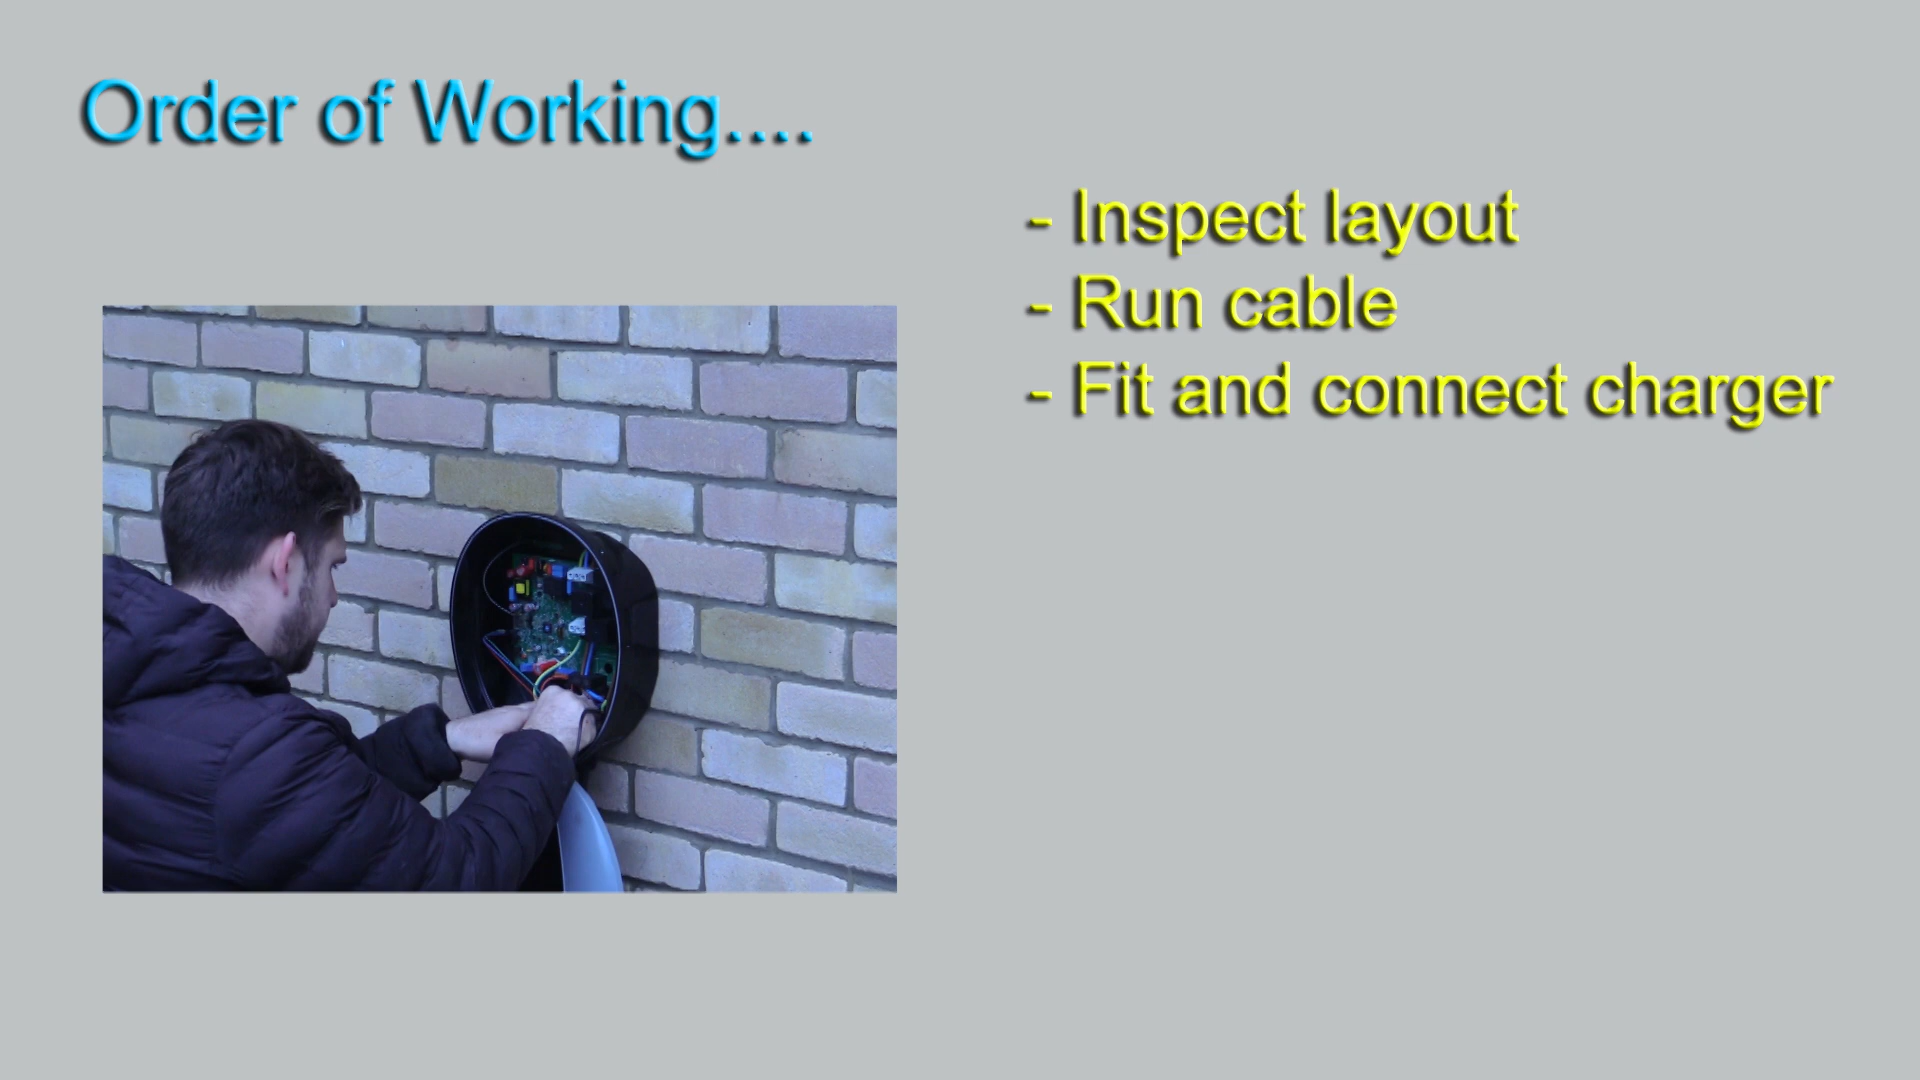 Order of Working....
- Inspect layout
- Run cable
- Fit and connect charger